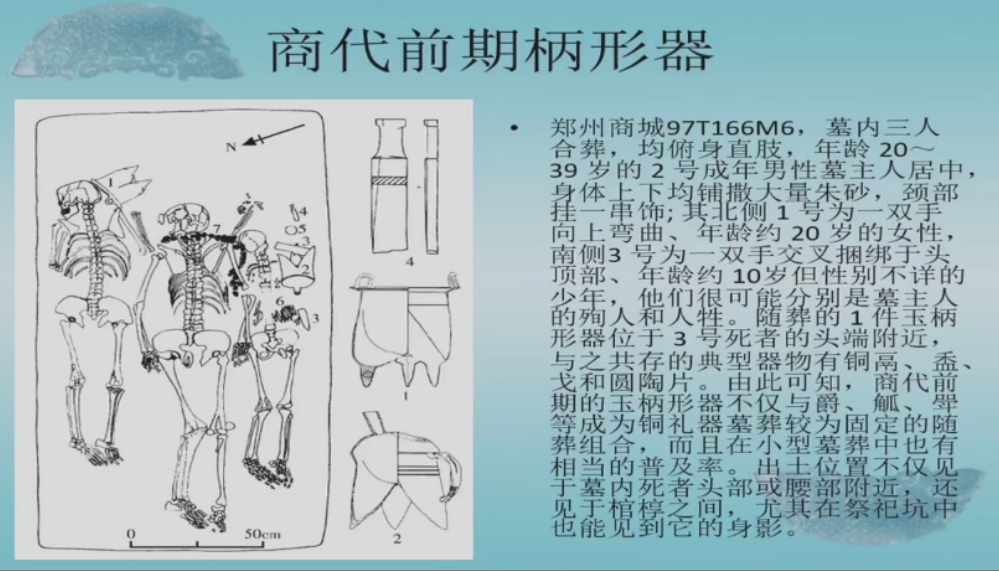 商代前期柄形器
N
1
7
4
5
3
2
6
3
0
50cm
4
1
2
• 郑州商城97T166M6，墓内三人
合葬，均俯身直肢，年龄 20～
39 岁的 2 号成年男性墓主人居中，
身体上下均铺撒大量朱砂，颈部
挂一串饰; 其北侧 1 号为一双手
向上弯曲、年龄约 20 岁的女性，
南侧3 号为一双手交叉捆绑于头
顶部、年龄约 10岁但性别不详的
少年，他们很可能分别是墓主人
的殉人和人牲。随葬的 1 件玉柄
形器位于 3 号死者的头端附近，
与之共存的典型器物有铜鬲、盉、
戈和圆陶片。由此可知，商代前
期的玉柄形器不仅与爵、觚、斝
等成为铜礼器墓葬较为固定的随
葬组合，而且在小型墓葬中也有
相当的普及率。出土位置不仅见
于墓内死者头部或腰部附近，还
见于棺椁之间，尤其在祭祀坑中
也能见到它的身影。